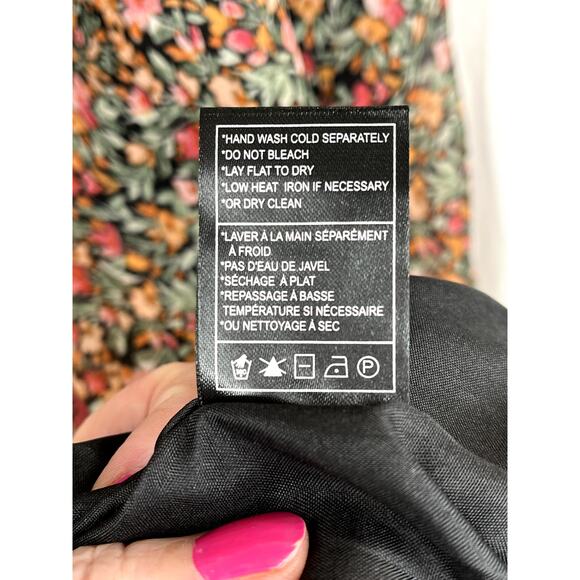 *HAND WASH COLD SEPARATELY
*DO NOT BLEACH
*LAY FLAT TO DRY
*LOW HEAT IRON IF NECESSARY
*OR DRY CLEAN
*LAVER À LA MAIN SÉPARÉMENT
À FROID
*PAS D'EAU DE JAVEL
*SÉCHAGE À PLAT
*REPASSAGE À BASSE
TEMPÉRATURE SI NÉCESSAIRE
*OU NETTOYAGE À SEC
P